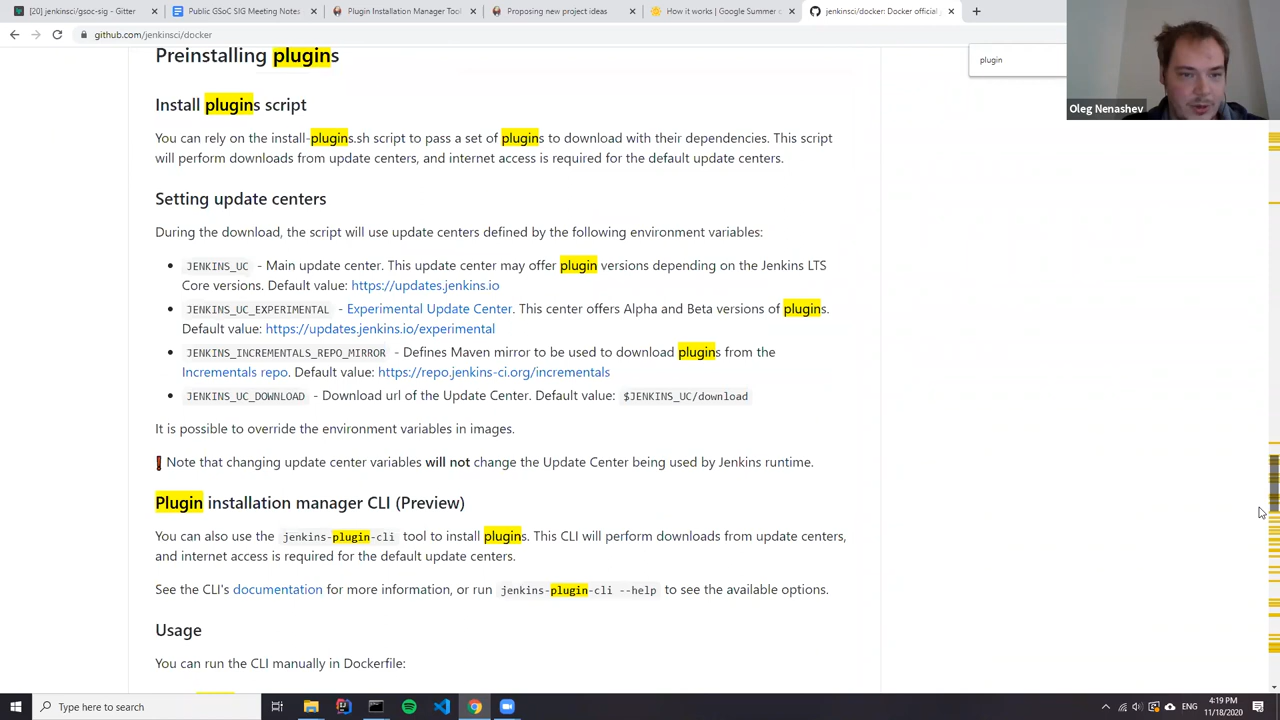 [20] jenkinsci/gsoc-sig - Gitter
Public GSoC SIG Meeting Notes
Plugin Installation Manager Too
Proposing new project ideas
How it works | Google Summer o
jenkinsci/docker: Docker official
github.com/jenkinsci/docker
plugin
Oleg Nenashev
Preinstalling plugins
Install plugins script
You can rely on the install-plugins.sh script to pass a set of plugins to download with their dependencies. This script
will perform downloads from update centers, and internet access is required for the default update centers.
Setting update centers
During the download, the script will use update centers defined by the following environment variables:
JENKINS_UC - Main update center. This update center may offer plugin versions depending on the Jenkins LTS
Core versions. Default value: https://updates.jenkins.io
JENKINS_UC_EXPERIMENTAL - Experimental Update Center. This center offers Alpha and Beta versions of plugins.
Default value: https://updates.jenkins.io/experimental
JENKINS_INCREMENTALS_REPO_MIRROR - Defines Maven mirror to be used to download plugins from the
Incrementals repo. Default value: https://repo.jenkins-ci.org/incrementals
JENKINS_UC_DOWNLOAD - Download url of the Update Center. Default value: $JENKINS_UC/download
It is possible to override the environment variables in images.
❗ Note that changing update center variables will not change the Update Center being used by Jenkins runtime.
Plugin installation manager CLI (Preview)
You can also use the jenkins-plugin-cli tool to install plugins. This CLI will perform downloads from update centers,
and internet access is required for the default update centers.
See the CLI's documentation for more information, or run jenkins-plugin-cli --help to see the available options.
Usage
You can run the CLI manually in Dockerfile:
Type here to search
ENG
4:19 PM
11/18/2020